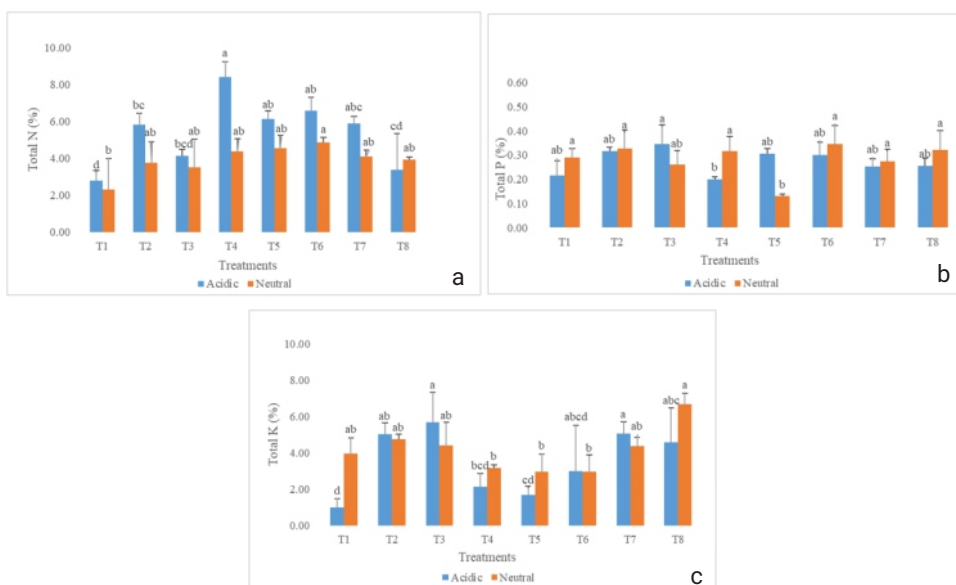 10.00
8.00
6.00
4.00
2.00
0.00
Total N (%)
d b bc ab bcd ab a ab ab ab ab a abc ab cd ab
T1 T2 T3 T4 T5 T6 T7 T8
Treatments
Acidic Neutral
a
0.60
0.50
0.40
0.30
0.20
0.10
0.00
Total P (%)
ab a ab a a ab b a ab b ab a ab a ab a
T1 T2 T3 T4 T5 T6 T7 T8
Treatments
Acidic Neutral
b
10.00
8.00
6.00
4.00
2.00
0.00
Total K (%)
d ab ab ab a ab bcd b cd b abcd b a ab abc a
T1 T2 T3 T4 T5 T6 T7 T8
Treatments
Acidic Neutral
c